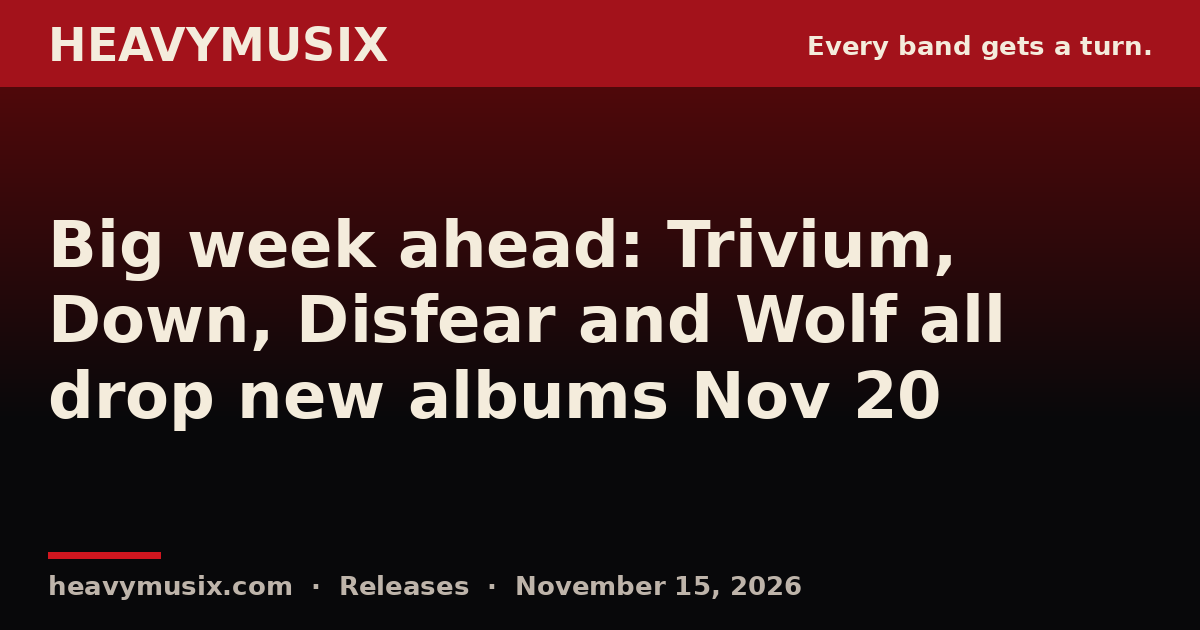 HEAVYMUSIX
Every band gets a turn.
Big week ahead: Trivium,
Down, Disfear and Wolf all
drop new albums Nov 20
heavymusix.com · Releases · November 15, 2026